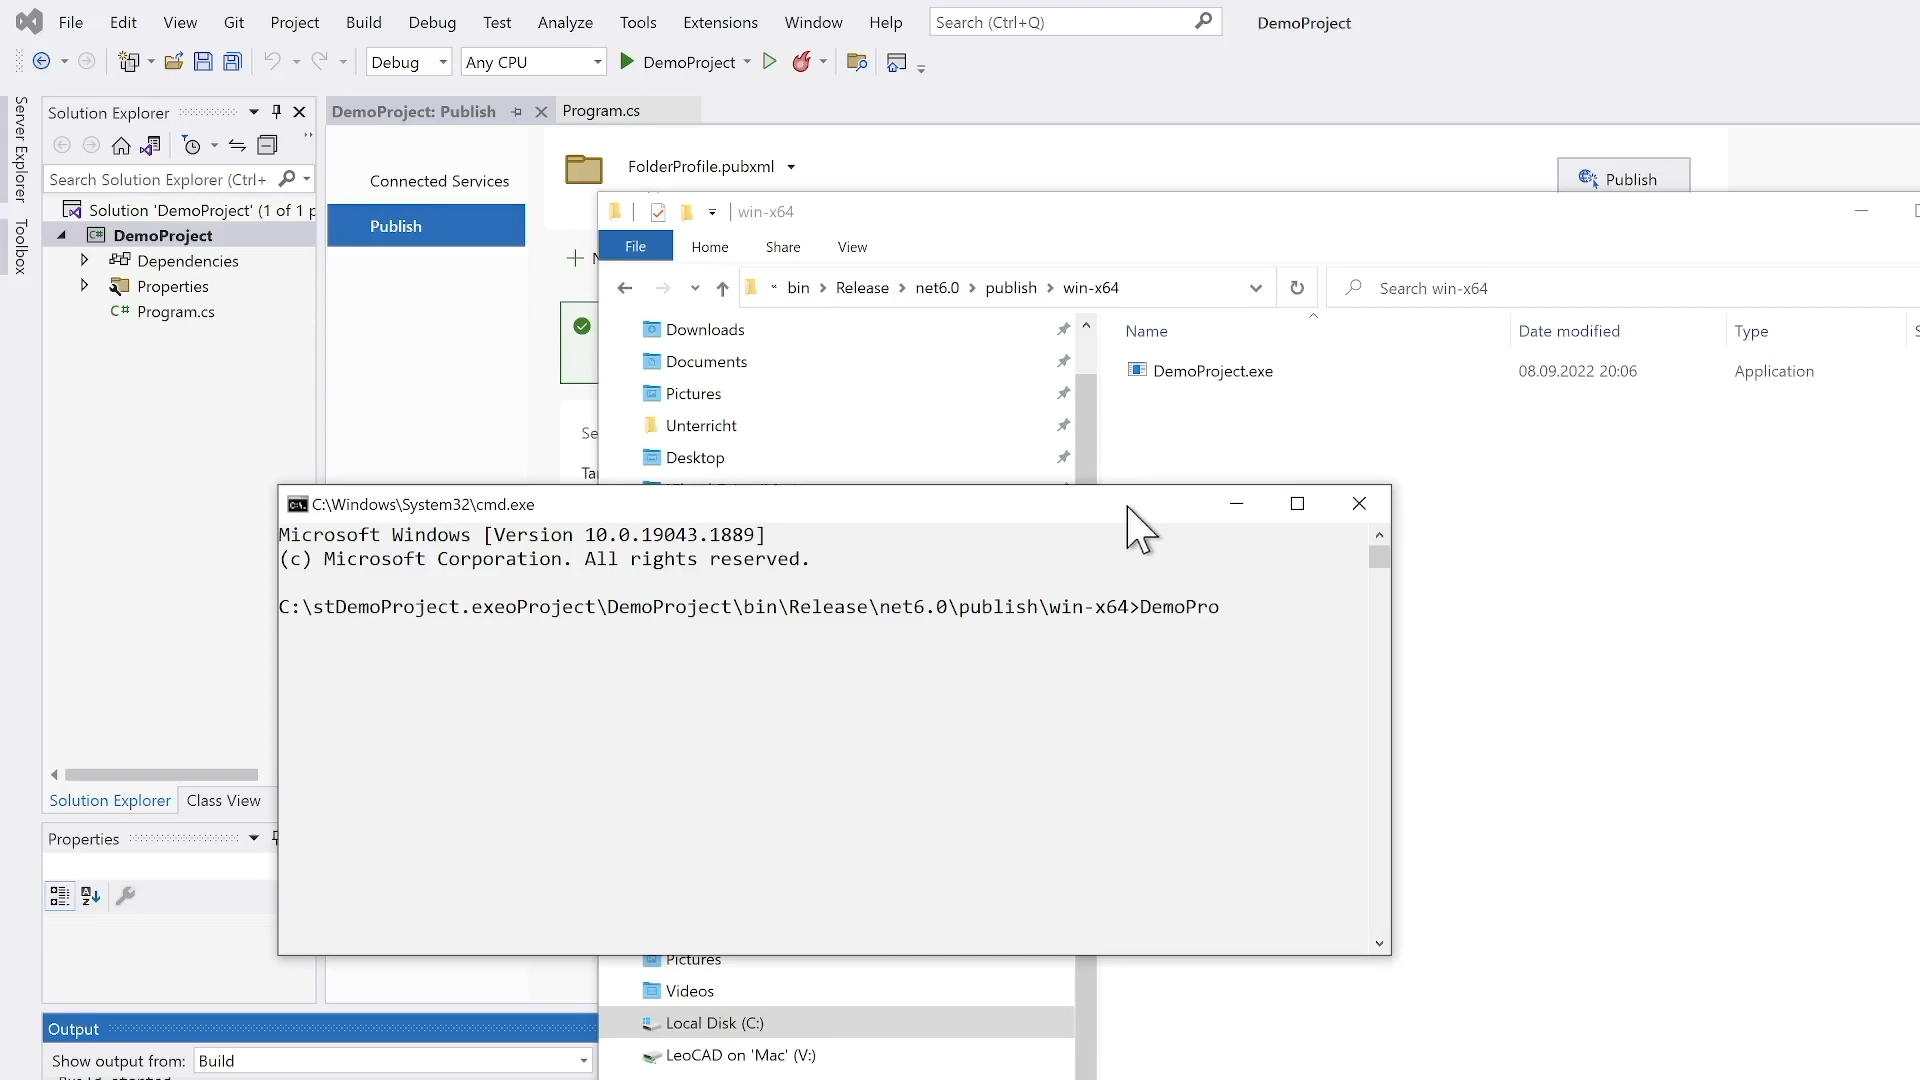 File Edit View Git Project Build Debug Test Analyze Tools Extensions Window Help Search (Ctrl+Q) DemoProject
Debug Any CPU DemoProject
Server Explorer
Toolbox
Solution Explorer
Search Solution Explorer (Ctrl+
Solution 'DemoProject' (1 of 1 p
DemoProject
Dependencies
Properties
C# Program.cs
Solution Explorer Class View
Properties
Output
Show output from: Build
DemoProject: Publish Program.cs
Connected Services
Publish
FolderProfile.pubxml
Publish
N
Se
Ta
win-x64
File Home Share View
« bin > Release > net6.0 > publish > win-x64
Search win-x64
Downloads
Documents
Pictures
Unterricht
Desktop
Name Date modified Type S
DemoProject.exe 08.09.2022 20:06 Application
C:\Windows\System32\cmd.exe
Microsoft Windows [Version 10.0.19043.1889]
(c) Microsoft Corporation. All rights reserved.
C:\stDemoProject.exeoProject\DemoProject\bin\Release\net6.0\publish\win-x64>DemoPro
Pictures
Videos
Local Disk (C:)
LeoCAD on 'Mac' (V:)